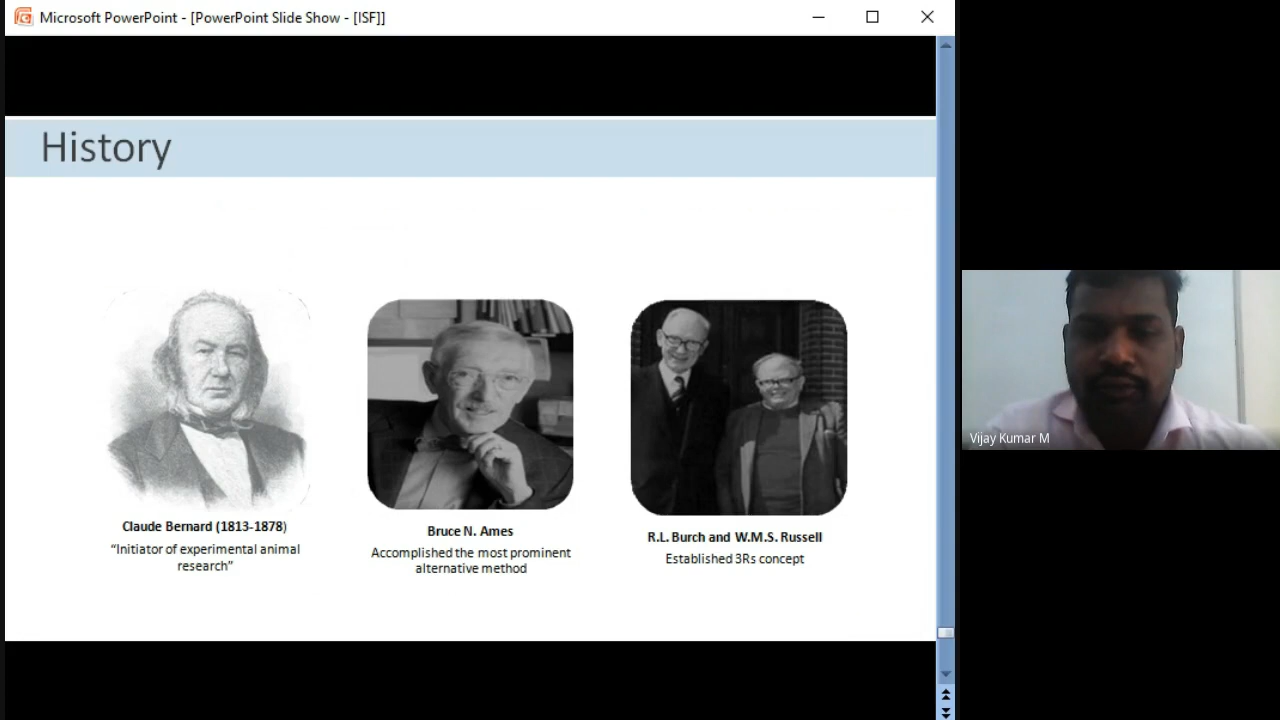 Microsoft PowerPoint - [PowerPoint Slide Show - [ISF]]
History
Claude Bernard (1813-1878)
“Initiator of experimental animal
research”
Bruce N. Ames
Accomplished the most prominent
alternative method
R.L. Burch and W.M.S. Russell
Established 3Rs concept
Vijay Kumar M